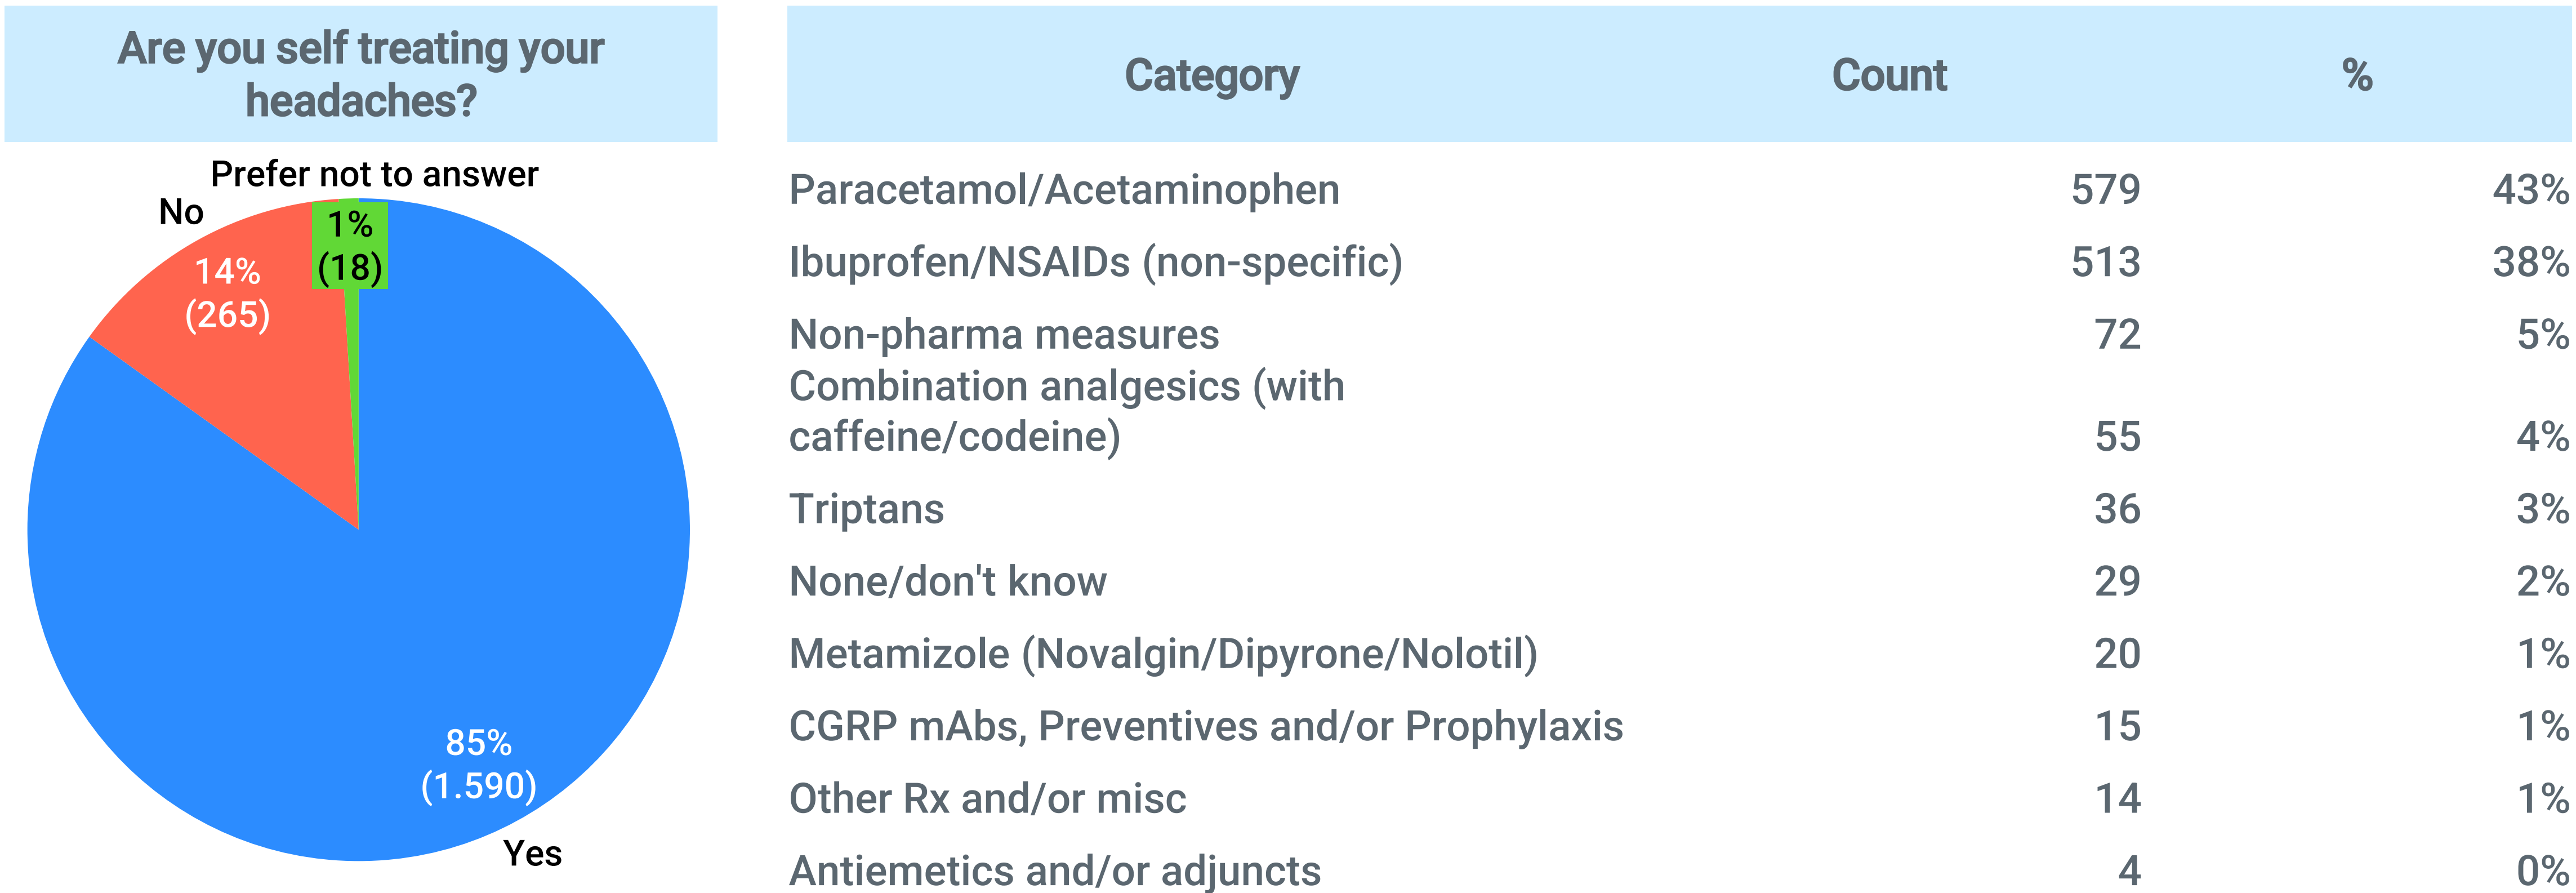 Are you self treating your
headaches?
Prefer not to answer
No
1%
(18)
14%
(265)
85%
(1.590)
Yes
Category Count %
Paracetamol/Acetaminophen 579 43%
Ibuprofen/NSAIDs (non-specific) 513 38%
Non-pharma measures 72 5%
Combination analgesics (with
caffeine/codeine) 55 4%
Triptans 36 3%
None/don't know 29 2%
Metamizole (Novalgin/Dipyrone/Nolotil) 20 1%
CGRP mAbs, Preventives and/or Prophylaxis 15 1%
Other Rx and/or misc 14 1%
Antiemetics and/or adjuncts 4 0%